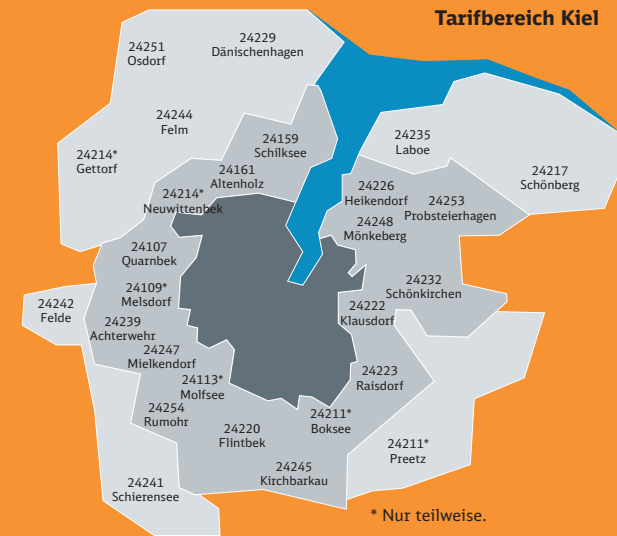 Tarifbereich Kiel
24251
Osdorf
24229
Dänischenhagen
24244
Felm
24159
Schilksee
24235
Laboe
24214*
Gettorf
24161
Altenholz
24217
Schönberg
24214*
Neuwittenbek
24226
Heikendorf
24253
Probsteierhagen
24248
Mönkeberg
24107
Quarnbek
24109*
Melsdorf
24232
Schönkirchen
24242
Felde
24222
Klausdorf
24239
Achterwehr
24247
Mielkendorf
24223
Raisdorf
24113*
Molfsee
24254
Rumohr
24211*
Boksee
24220
Flintbek
24211*
Preetz
24245
Kirchbarkau
24241
Schierensee
* Nur teilweise.